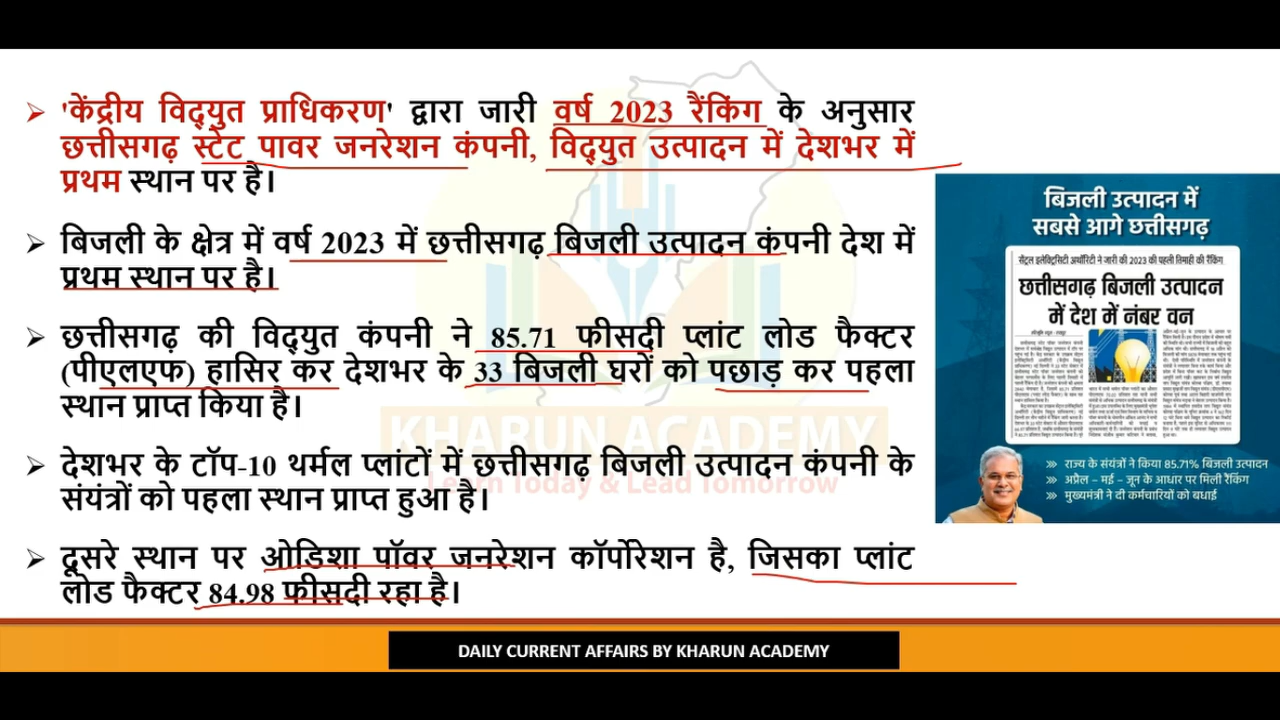 'केंद्रीय विद्युत प्राधिकरण' द्वारा जारी वर्ष 2023 रैंकिंग के अनुसार
छत्तीसगढ़ स्टेट पावर जनरेशन कंपनी, विद्युत उत्पादन में देशभर में
प्रथम स्थान पर है।
बिजली के क्षेत्र में वर्ष 2023 में छत्तीसगढ़ बिजली उत्पादन कंपनी देश में
प्रथम स्थान पर है।
छत्तीसगढ़ की विद्युत कंपनी ने 85.71 फीसदी प्लांट लोड फैक्टर
(पीएलएफ) हासिर कर देशभर के 33 बिजली घरों को पछाड़ कर पहला
स्थान प्राप्त किया है।
देशभर के टॉप-10 थर्मल प्लांटों में छत्तीसगढ़ बिजली उत्पादन कंपनी के
संयंत्रों को पहला स्थान प्राप्त हुआ है।
दूसरे स्थान पर ओडिशा पॉवर जनरेशन कॉर्पोरेशन है, जिसका प्लांट
लोड फैक्टर 84.98 फीसदी रहा है।
KHARUN ACADEMY
Learn Today & Lead Tomorrow
बिजली उत्पादन में
सबसे आगे छत्तीसगढ़
सेंट्रल इलेक्ट्रिसिटी अर्थॉरिटी ने जारी की 2023 की पहली तिमाही की रैंकिंग
छत्तीसगढ़ बिजली उत्पादन
में देश में नंबर वन
राज्य के संयंत्रों ने किया 85.71% बिजली उत्पादन
अप्रैल – मई – जून के आधार पर मिली रैंकिंग
मुख्यमंत्री ने दी कर्मचारियों को बधाई
DAILY CURRENT AFFAIRS BY KHARUN ACADEMY